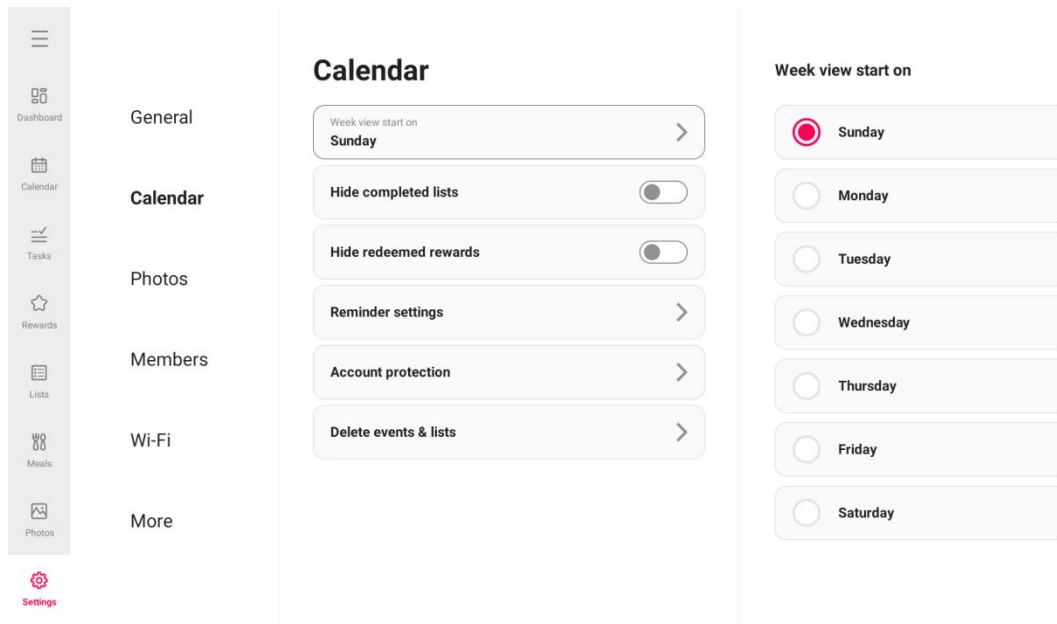 Dashboard
Calendar
Tasks
Rewards
Lists
Meals
Photos
Settings
General
Calendar
Photos
Members
Wi-Fi
More
Calendar
Week view start on
Sunday
Hide completed lists
Hide redeemed rewards
Reminder settings
Account protection
Delete events & lists
Week view start on
Sunday
Monday
Tuesday
Wednesday
Thursday
Friday
Saturday